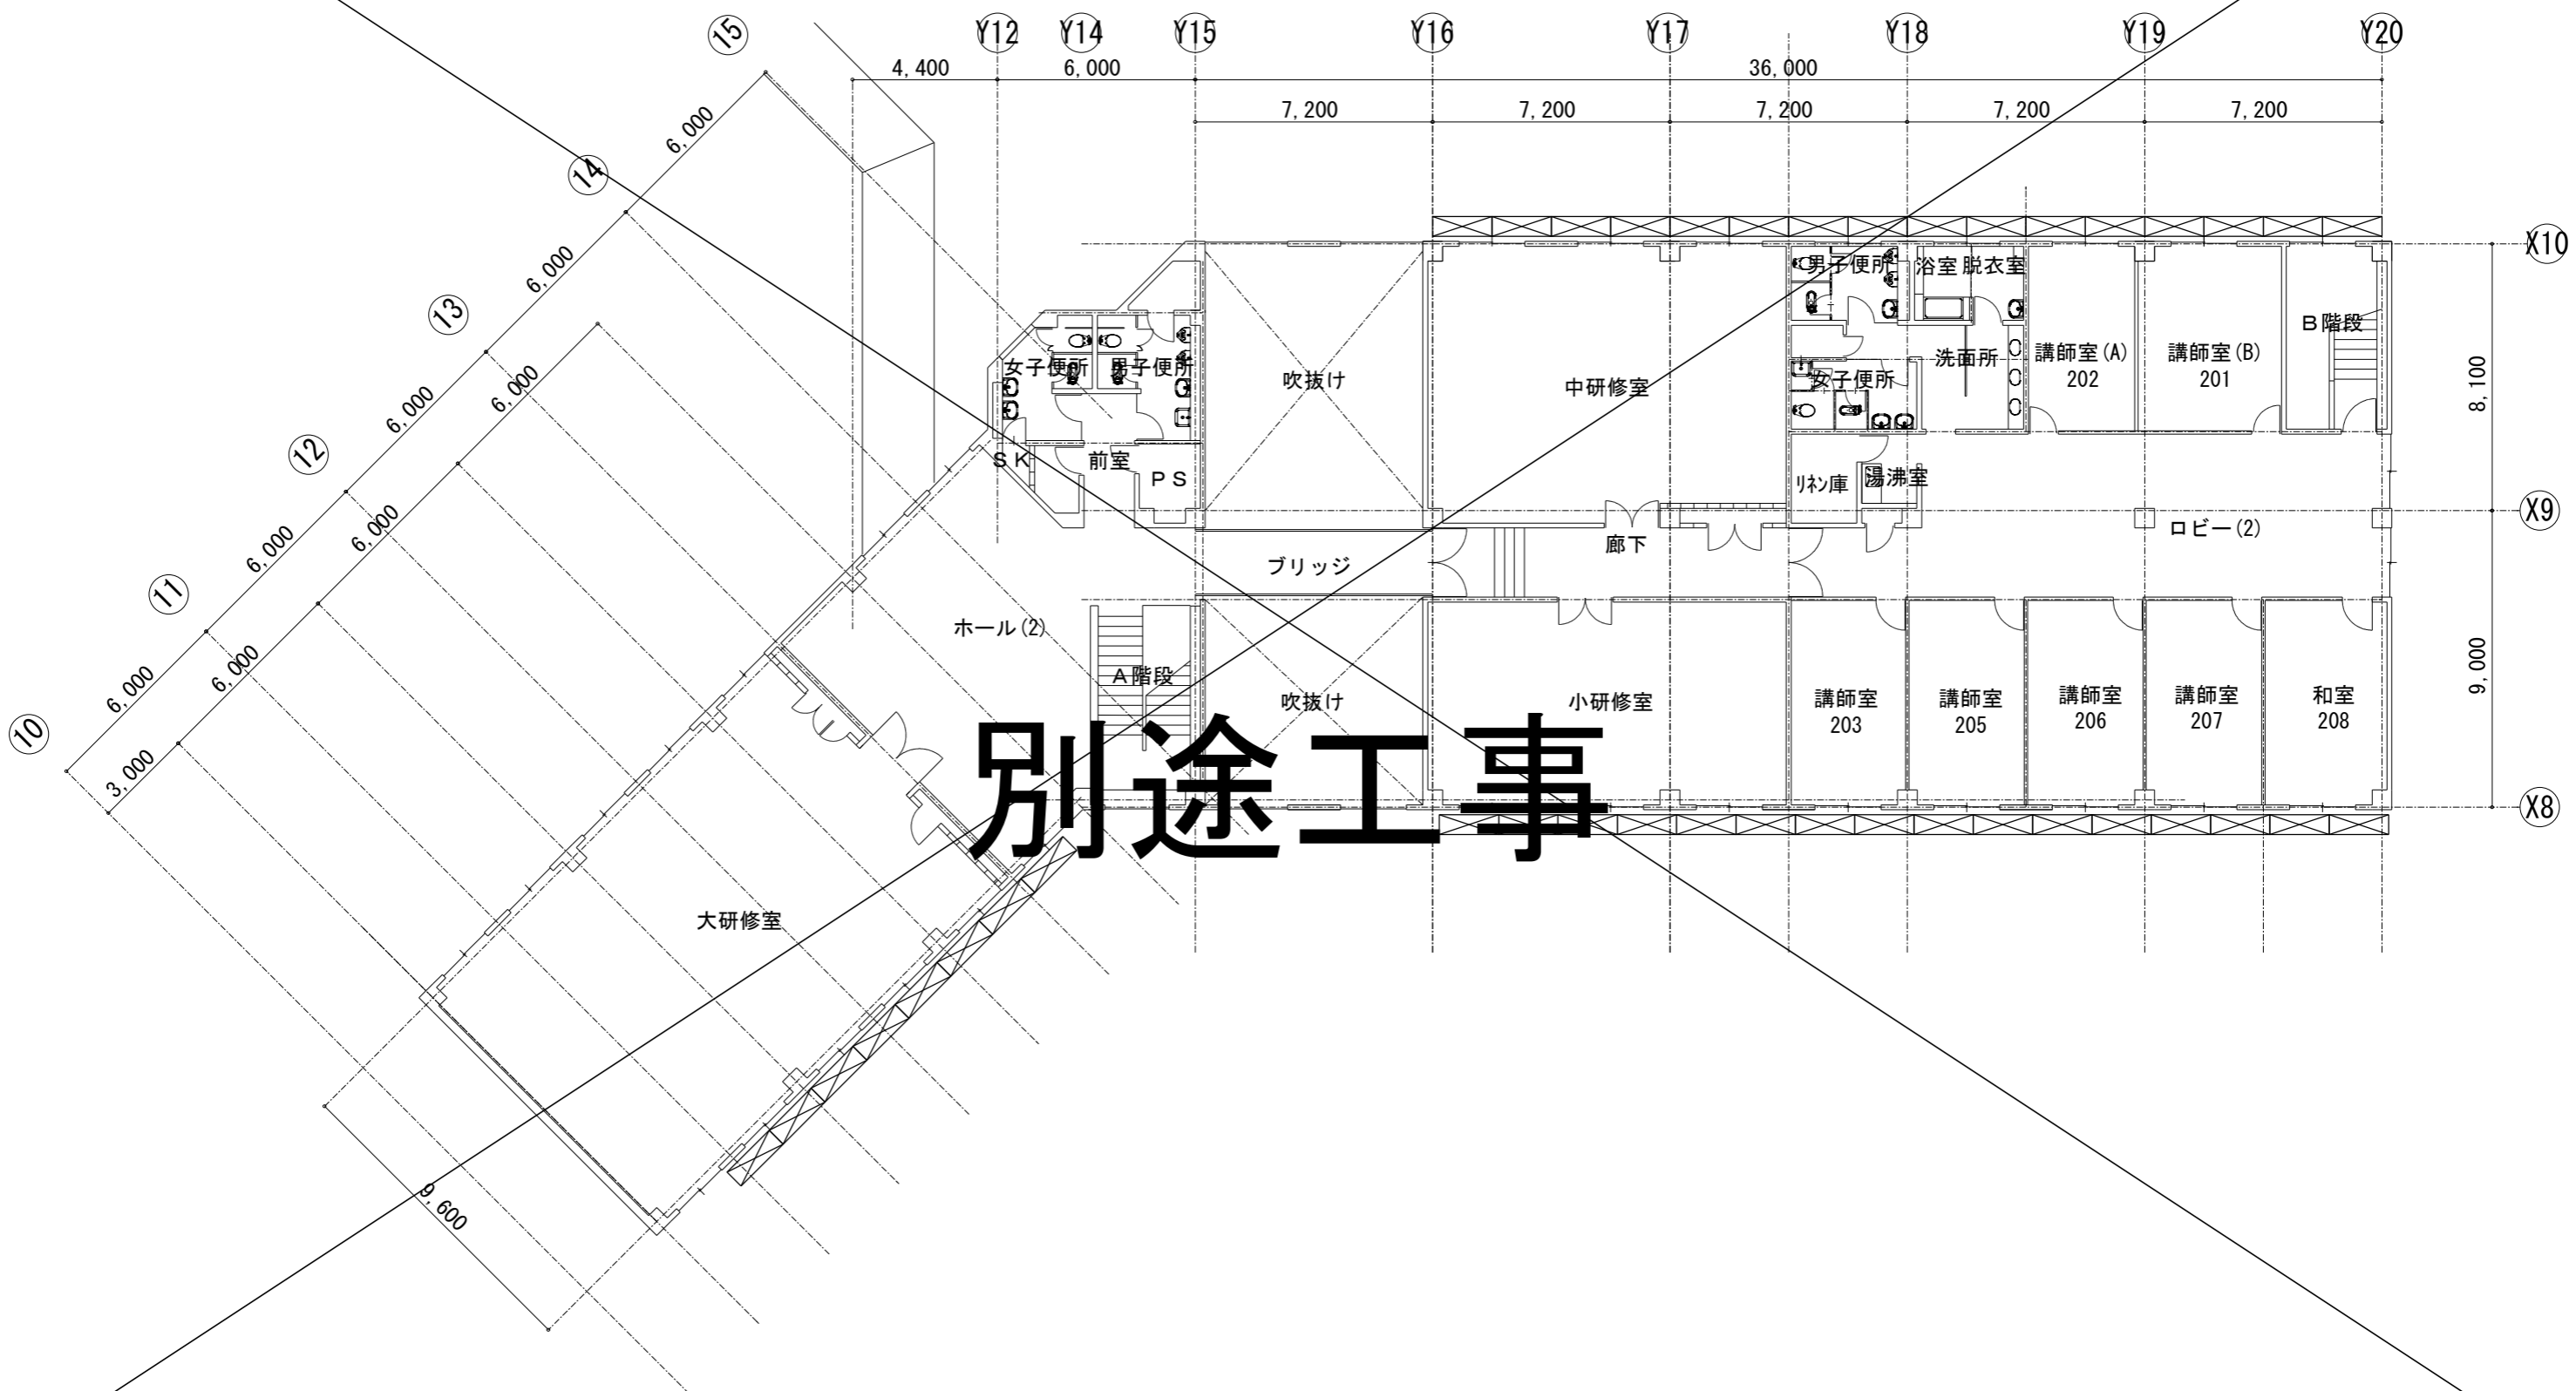 15
Y12
Y14
Y15
Y16
Y17
Y18
Y19
Y20
4,400
6,000
36,000
7,200
7,200
7,200
7,200
7,200
6,000
14
6,000
13
6,000
12
6,000
11
6,000
10
6,000
6,000
6,000
3,000
9,600
X10
8,100
X9
9,000
X8
男子便所
浴室
脱衣室
B階段
洗面所
講師室(A)
202
講師室(B)
201
女子便所
女子便所
男子便所
吹抜け
中研修室
SK
前室
PS
リネン庫
湯沸室
ロビー(2)
廊下
ブリッジ
ホール(2)
A階段
吹抜け
小研修室
講師室
203
講師室
205
講師室
206
講師室
207
和室
208
別途工事
大研修室